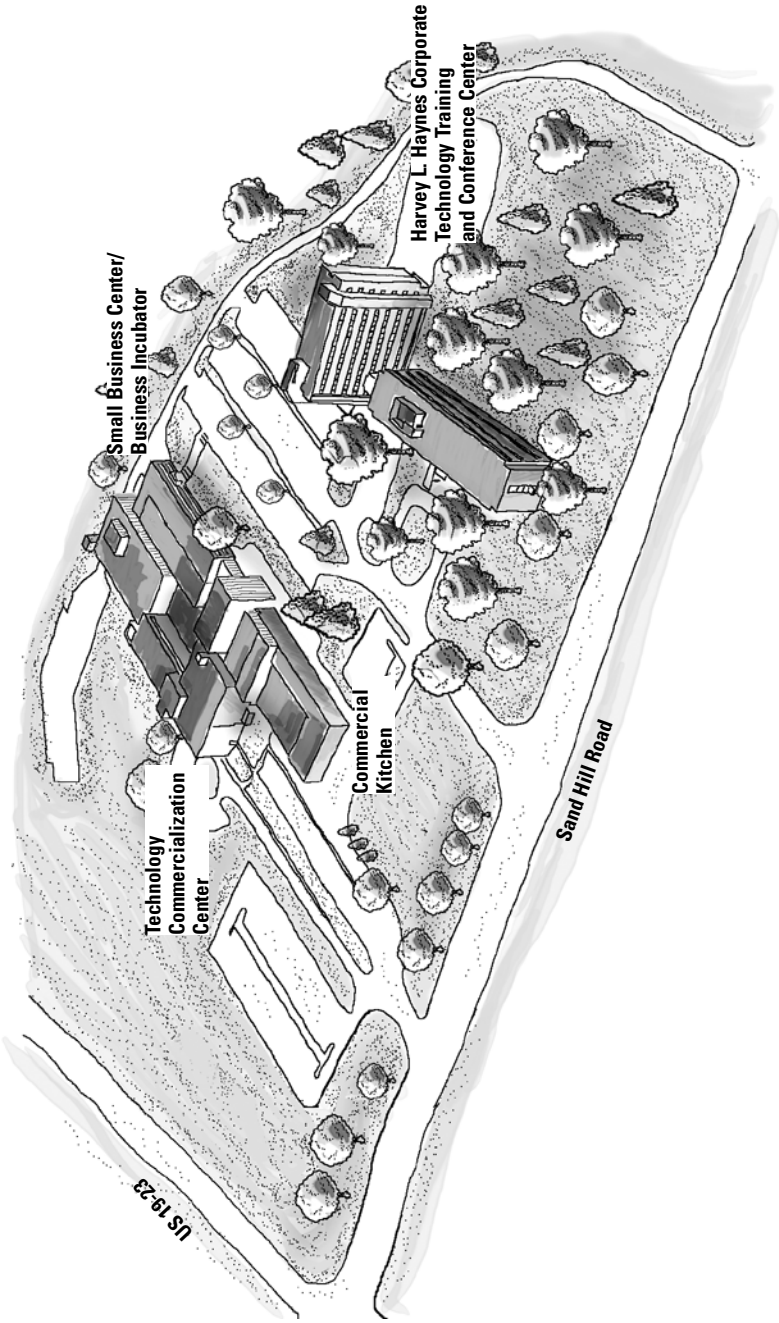 Small Business Center/
Business Incubator
Harvey L. Haynes Corporate
Technology Training
and Conference Center
Technology
Commercialization
Center
Commercial
Kitchen
Sand Hill Road
US 19-23